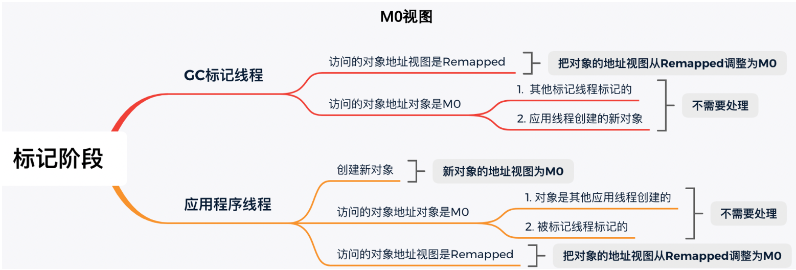 M0视图
标记阶段
GC标记线程
访问的对象地址视图是Remapped
把对象的地址视图从Remapped调整为M0
访问的对象地址对象是M0
1. 其他标记线程标记的
2. 应用线程创建的新对象
不需要处理
应用程序线程
创建新对象
新对象的地址视图为M0
访问的对象地址对象是M0
1. 对象是其他应用线程创建的
2. 被标记线程标记的
不需要处理
访问的对象地址视图是Remapped
把对象的地址视图从Remapped调整为M0